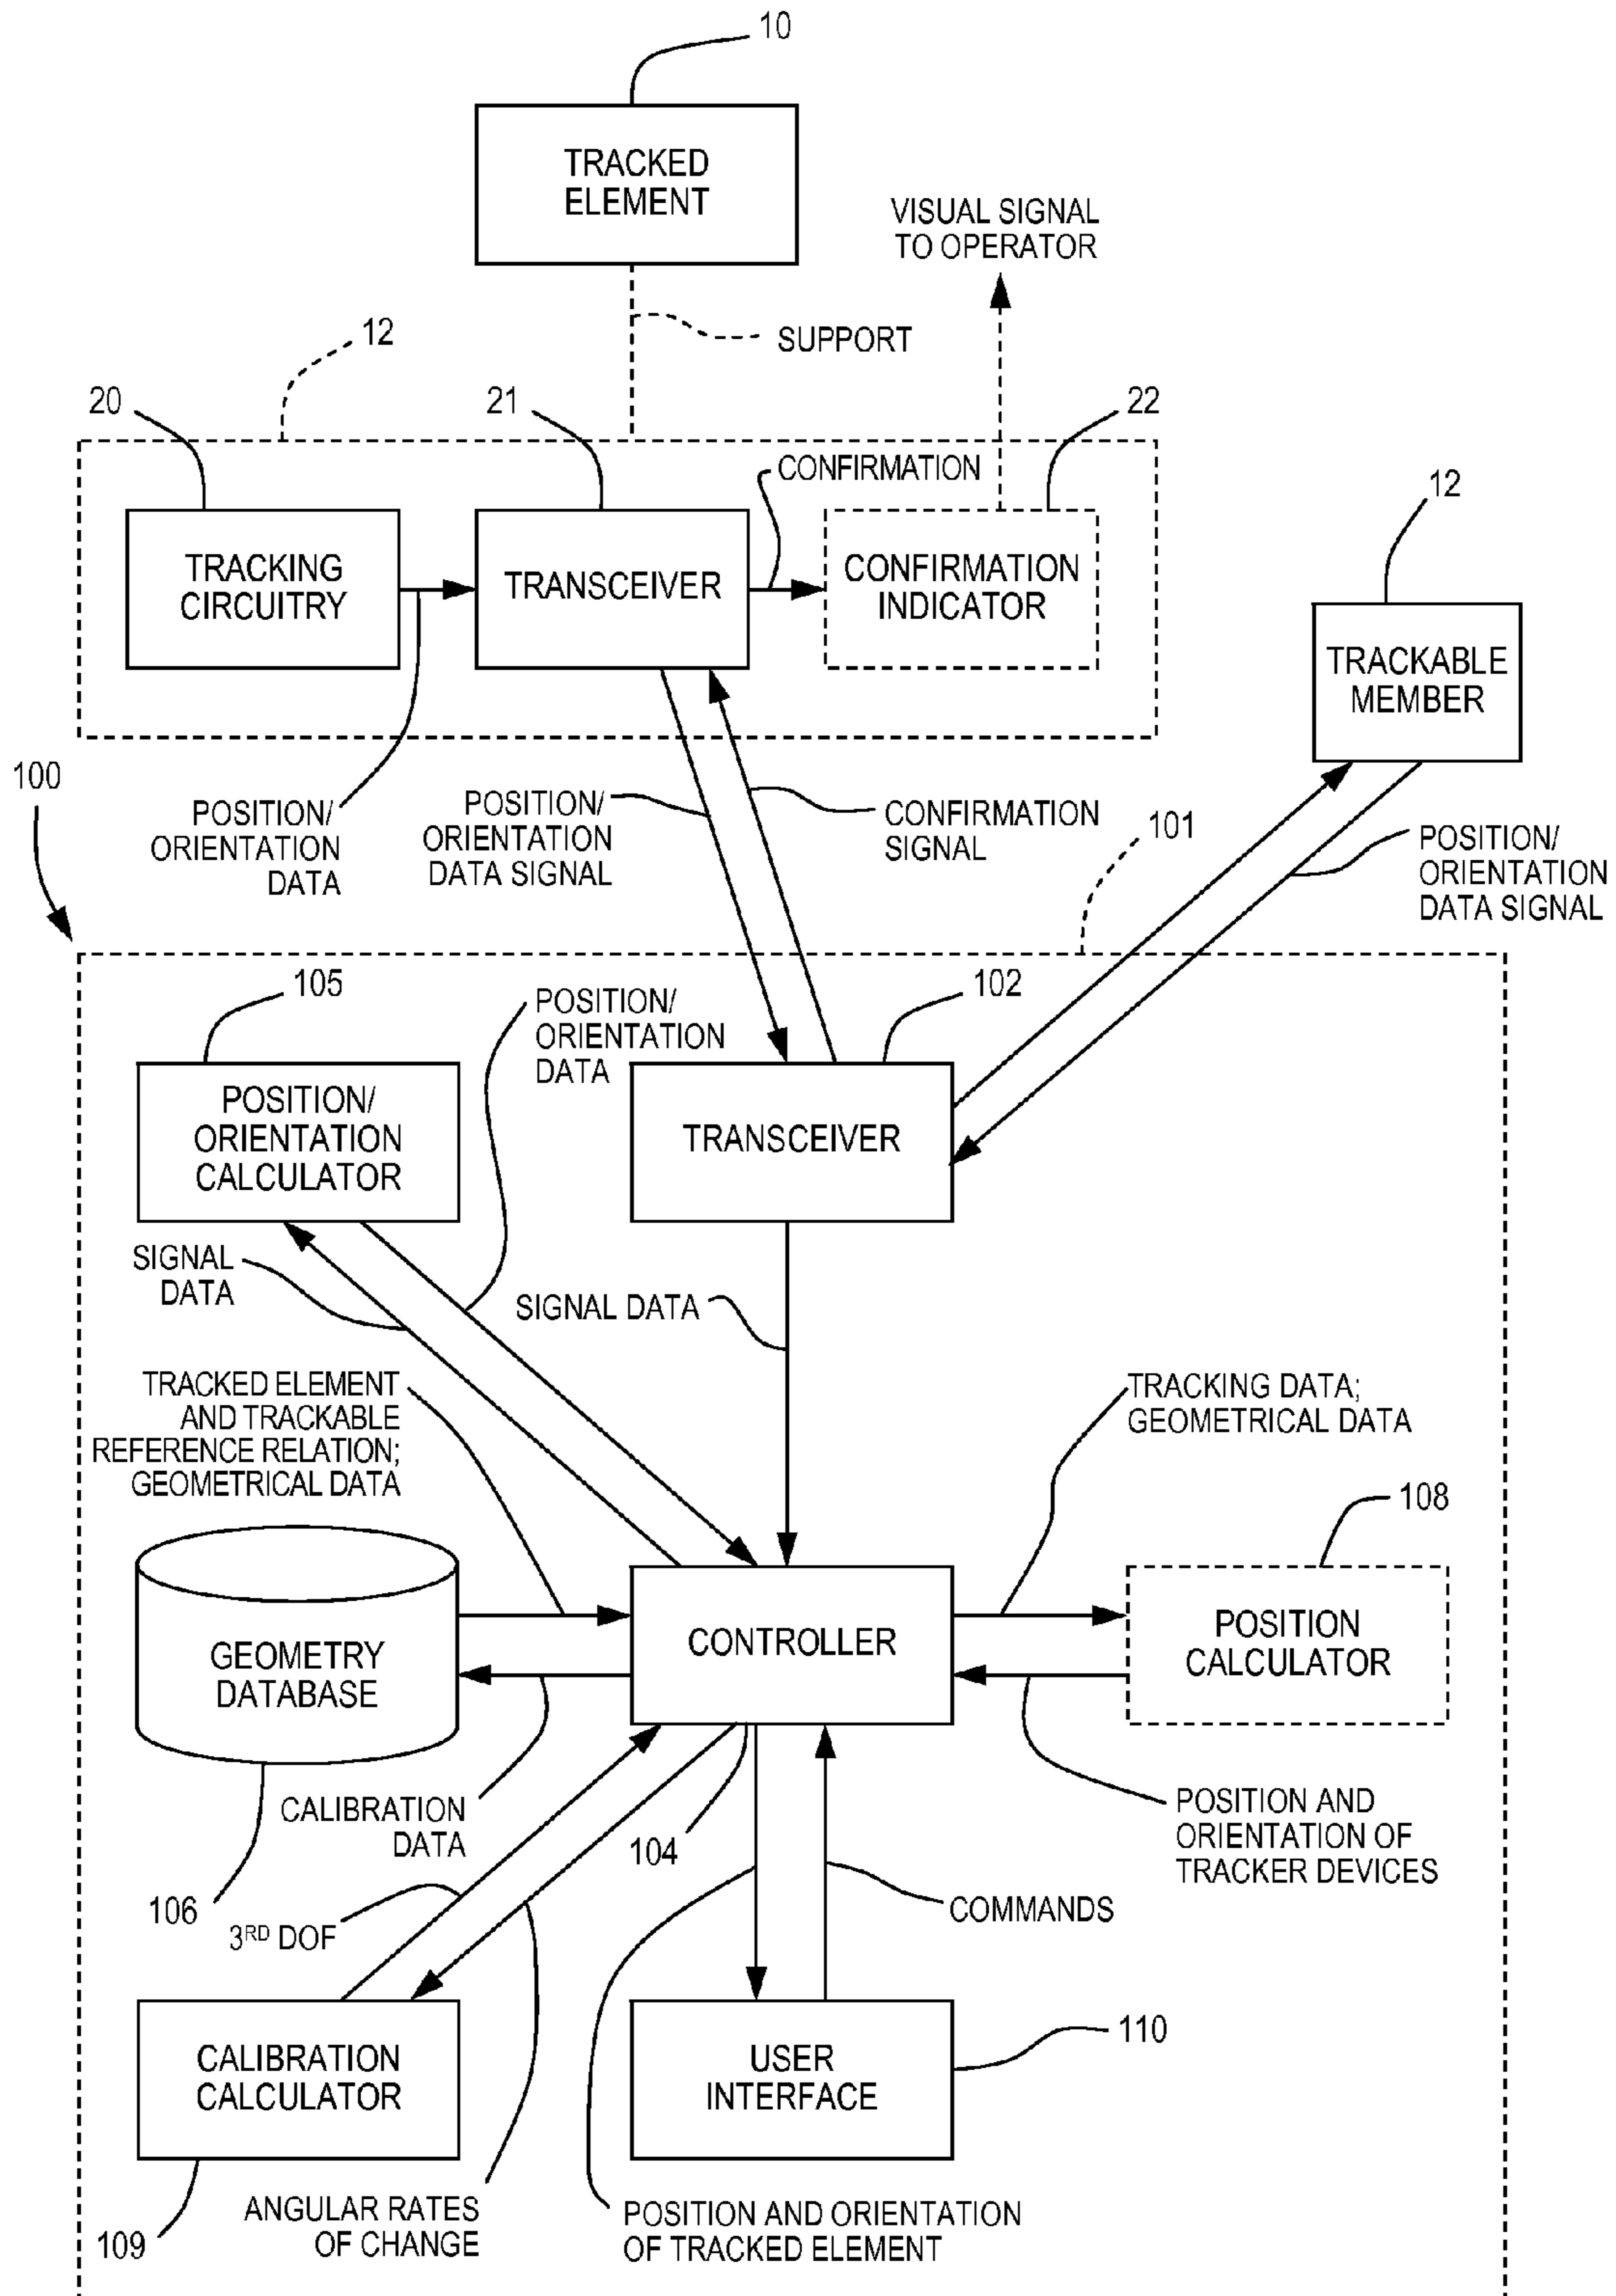 10
TRACKED
ELEMENT
VISUAL SIGNAL
TO OPERATOR
12
SUPPORT
20
21
22
CONFIRMATION
12
TRACKING
CIRCUITRY
TRANSCEIVER
CONFIRMATION
INDICATOR
TRACKABLE
MEMBER
100
POSITION/
ORIENTATION
DATA
POSITION/
ORIENTATION
DATA SIGNAL
CONFIRMATION
SIGNAL
101
POSITION/
ORIENTATION
DATA SIGNAL
105
POSITION/
ORIENTATION
DATA
102
POSITION/
ORIENTATION
CALCULATOR
TRANSCEIVER
SIGNAL
DATA
SIGNAL DATA
TRACKED ELEMENT
AND TRACKABLE
REFERENCE RELATION;
GEOMETRICAL DATA
TRACKING DATA;
GEOMETRICAL DATA
108
GEOMETRY
DATABASE
CONTROLLER
POSITION
CALCULATOR
CALIBRATION
DATA
104
POSITION AND
ORIENTATION OF
TRACKER DEVICES
106
3RD DOF
COMMANDS
CALIBRATION
CALCULATOR
USER
INTERFACE
110
109
ANGULAR RATES
OF CHANGE
POSITION AND ORIENTATION
OF TRACKED ELEMENT